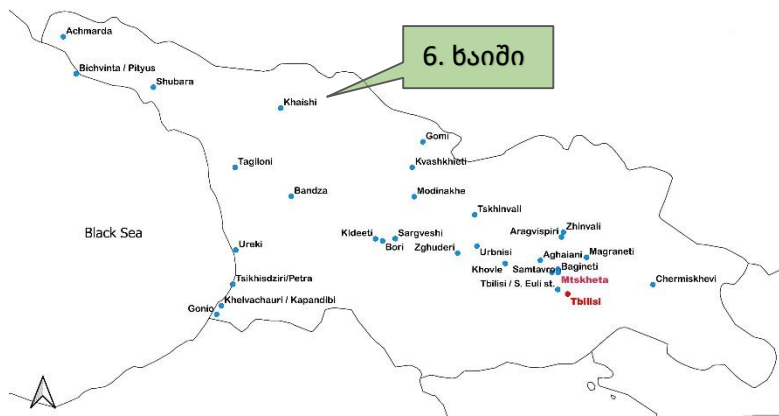 Achmarda
6. ხაიში
Bichvinta / Pityus
Shubara
Khaishi
Gomi
Tagiloni
Kvashkhieti
Bandza
Modinakhe
Tskhinvali
Black Sea
Zhinvali
Aragvispiri
Kldeeti
Sargveshi
Bori
Ureki
Zghuderi
Urbnisi
Aghaiani
Magraneti
Khovle
Samtavro
Bagineti
Mtskheta
Tsikhisdziri/Petra
Tbilisi / S. Euli st.
Chermiskhevi
Tbilisi
Khelvachauri / Kapandibi
Gonio